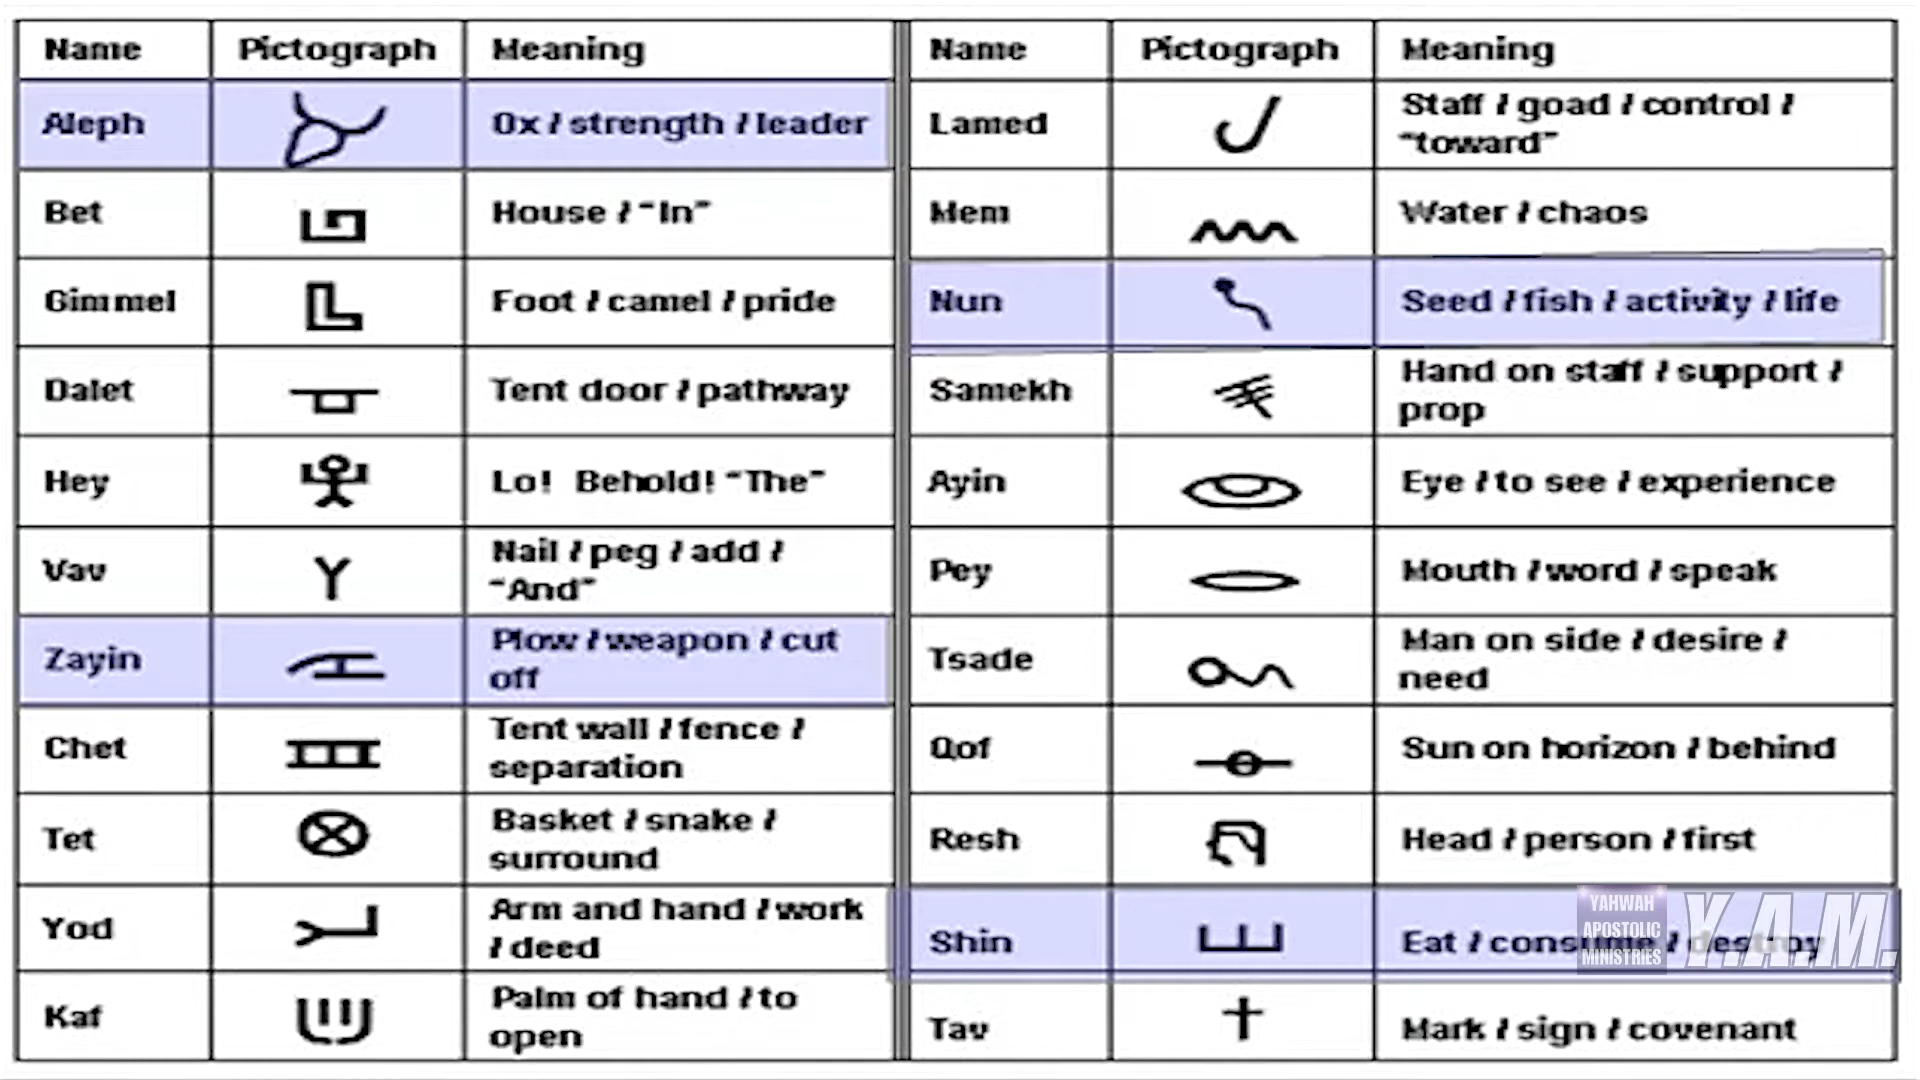 Name Pictograph Meaning
Aleph Ox / strength / leader
Bet House / "In"
Gimmel Foot / camel / pride
Dalet Tent door / pathway
Hey Lo! Behold! "The"
Vav Nail / peg / add /
"And"
Zayin Plow / weapon / cut
off
Chet Tent wall / fence /
separation
Tet Basket / snake /
surround
Yod Arm and hand / work
/ deed
Kaf Palm of hand / to
open
Name Pictograph Meaning
Lamed Staff / goad / control /
"toward"
Mem Water / chaos
Nun Seed / fish / activity / life
Samekh Hand on staff / support /
prop
Ayin Eye / to see / experience
Pey Mouth / word / speak
Tsade Man on side / desire /
need
Qof Sun on horizon / behind
Resh Head / person / first
Shin Eat / consume / destroy
Tav Mark / sign / covenant
YAHWAH
APOSTOLIC
MINISTRIES
Y.A.M.